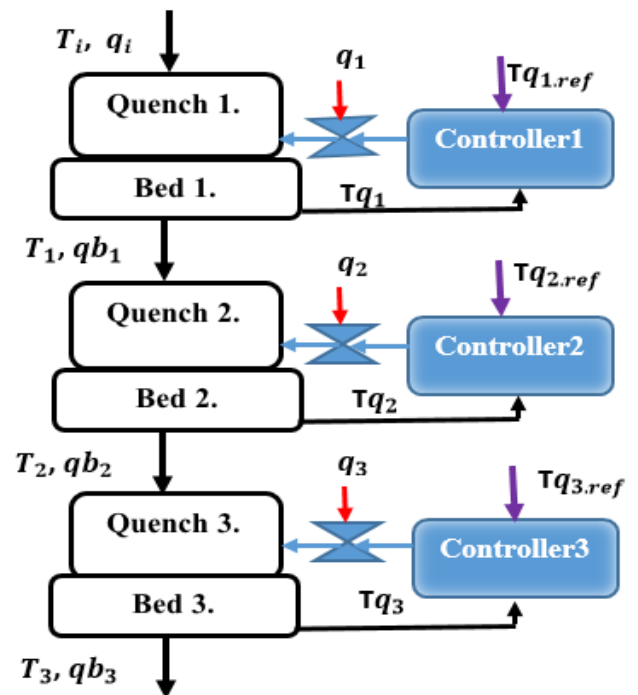 Tᵢ, qᵢ
q₁
Tq₁.ref
Quench 1.
Controller1
Bed 1.
Tq₁
T₁, qb₁
q₂
Tq₂.ref
Quench 2.
Controller2
Bed 2.
Tq₂
T₂, qb₂
q₃
Tq₃.ref
Quench 3.
Controller3
Bed 3.
Tq₃
T₃, qb₃